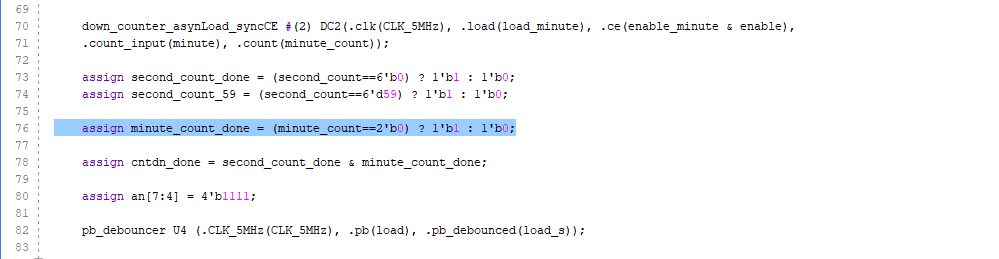 69
70 down_counter_asynLoad_syncCE #(2) DC2(.clk(CLK_5MHz), .load(load_minute), .ce(enable_minute & enable),
71 .count_input(minute), .count(minute_count));
72
73 assign second_count_done = (second_count==6'b0) ? 1'b1 : 1'b0;
74 assign second_count_59 = (second_count==6'd59) ? 1'b1 : 1'b0;
75
76 assign minute_count_done = (minute_count==2'b0) ? 1'b1 : 1'b0;
77
78 assign cntdn_done = second_count_done & minute_count_done;
79
80 assign an[7:4] = 4'b1111;
81
82 pb_debouncer U4 (.CLK_5MHz(CLK_5MHz), .pb(load), .pb_debounced(load_s));
83